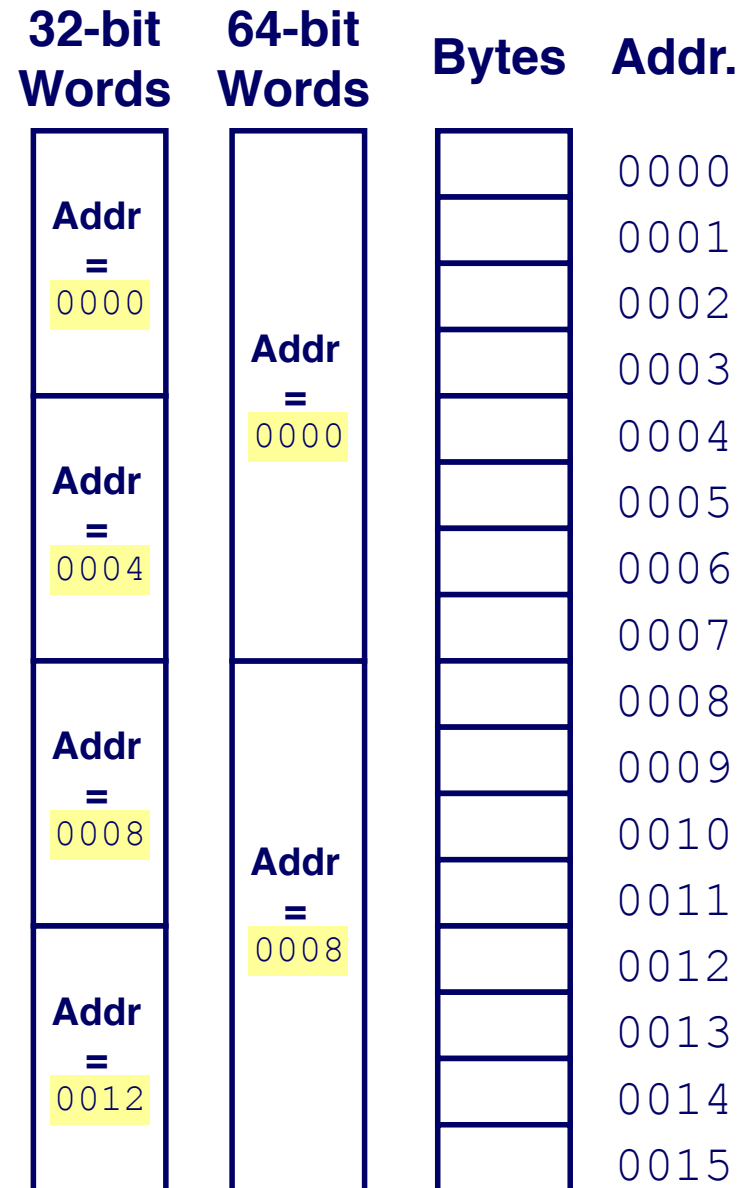 32-bit
Words
64-bit
Words
Bytes
Addr.
Addr
=
0000
Addr
=
0004
Addr
=
0008
Addr
=
0012
Addr
=
0000
Addr
=
0008
0000
0001
0002
0003
0004
0005
0006
0007
0008
0009
0010
0011
0012
0013
0014
0015